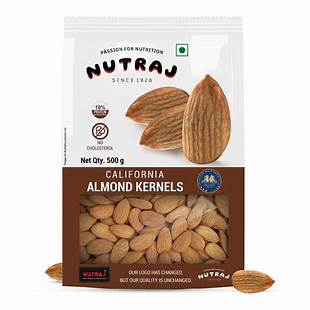 PASSION FOR NUTRITION
NUTRAJ
SINCE 1926
19%
NO
CHOLESTEROL
Net Qty. 500 g
CALIFORNIA
ALMOND KERNELS
NUTRAJ
OUR LOGO HAS CHANGED,
BUT OUR QUALITY IS UNCHANGED.
NUTRAJ